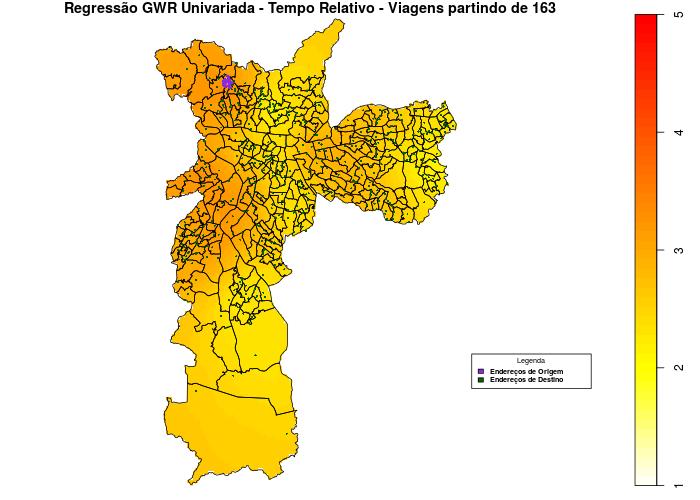 Regressão GWR Univariada - Tempo Relativo - Viagens partindo de 163
5
4
3
2
1
Legenda
Endereços de Origem
Endereços de Destino